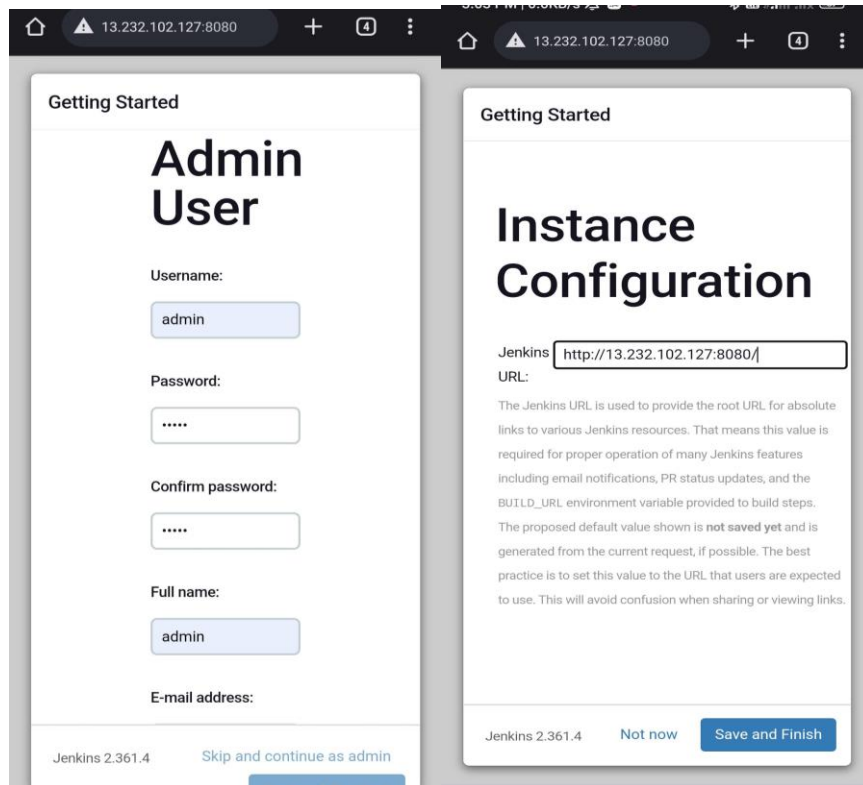 13.232.102.127:8080
4
Getting Started
Admin
User
Username:
admin
Password:
•••••
Confirm password:
•••••
Full name:
admin
E-mail address:
Jenkins 2.361.4
Skip and continue as admin
13.232.102.127:8080
4
Getting Started
Instance
Configuration
Jenkins
URL:
http://13.232.102.127:8080/
The Jenkins URL is used to provide the root URL for absolute
links to various Jenkins resources. That means this value is
required for proper operation of many Jenkins features
including email notifications, PR status updates, and the
BUILD_URL environment variable provided to build steps.
The proposed default value shown is not saved yet and is
generated from the current request, if possible. The best
practice is to set this value to the URL that users are expected
to use. This will avoid confusion when sharing or viewing links.
Jenkins 2.361.4
Not now
Save and Finish